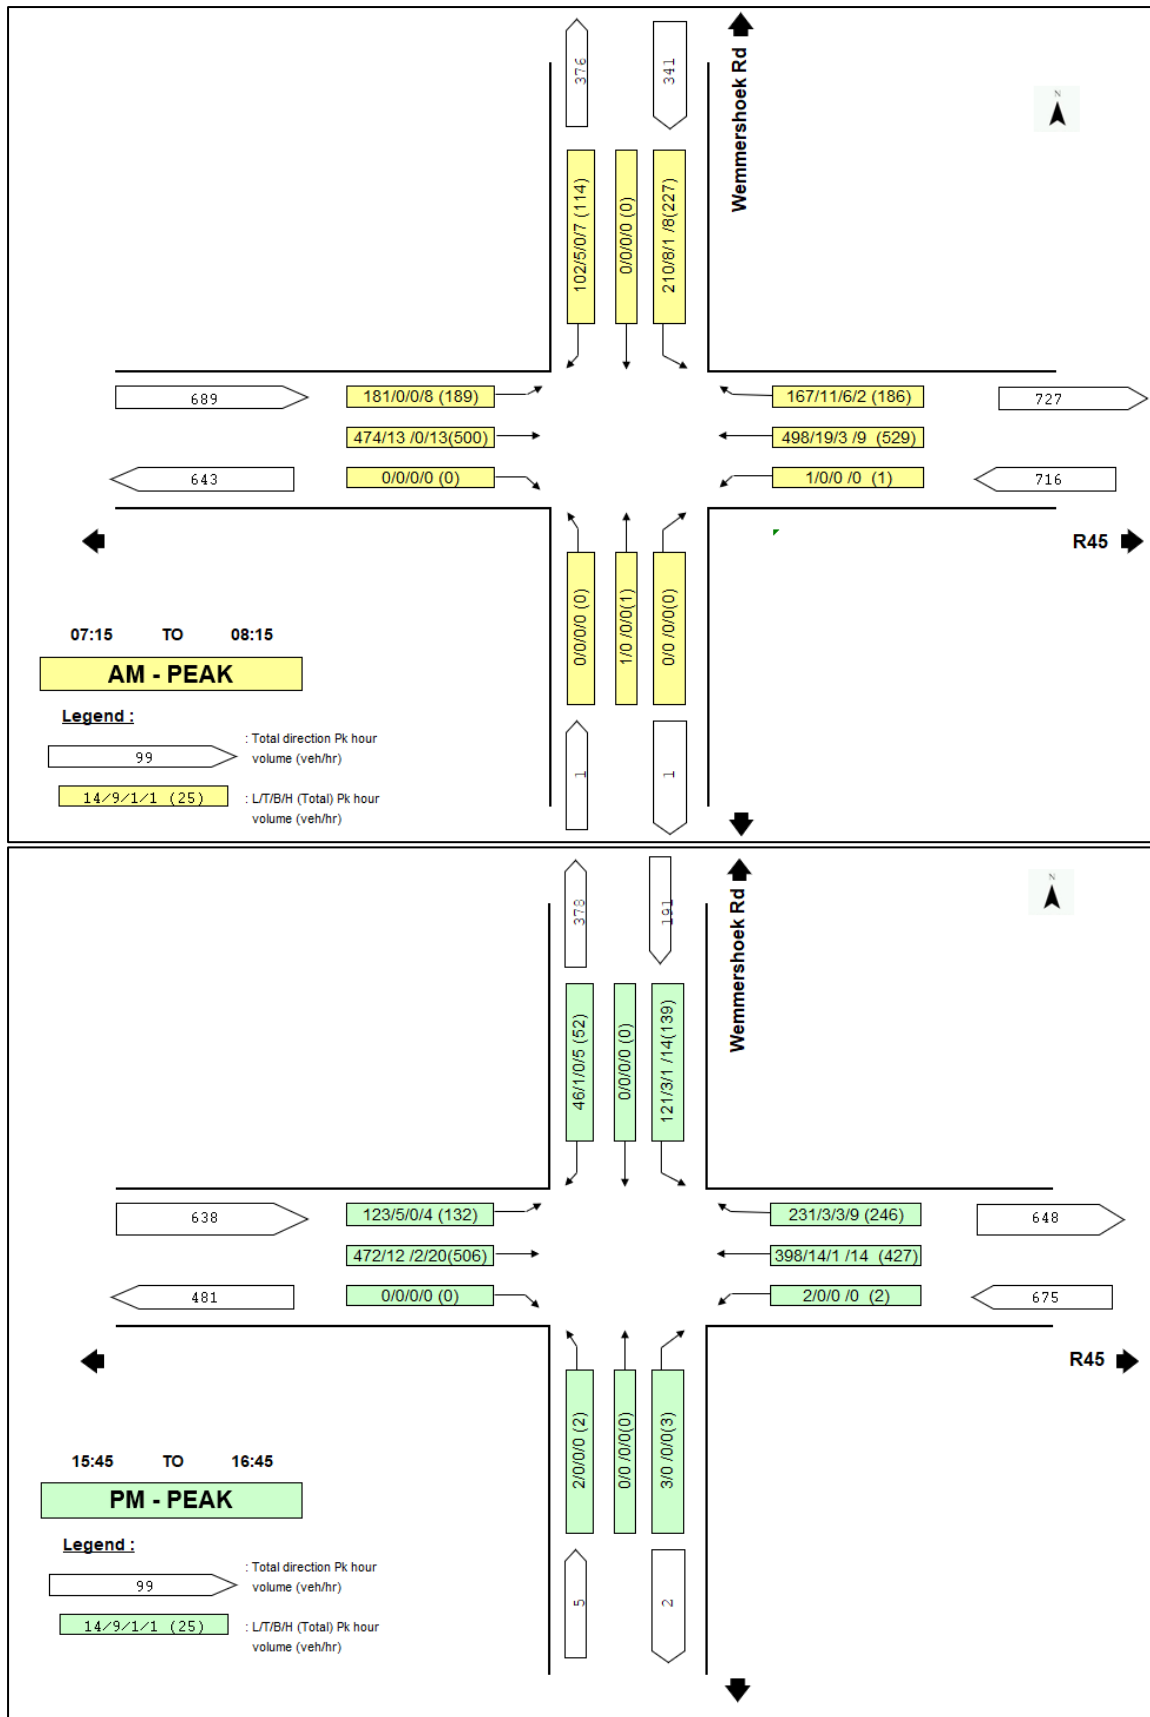 376
341
Wemmershoek Rd
N
102/5/0/7 (114)
0/0/0/0 (0)
210/8/1 /8(227)
689
181/0/0/8 (189)
167/11/6/2 (186)
727
474/13 /0/13(500)
498/19/3 /9 (529)
643
0/0/0/0 (0)
1/0/0 /0 (1)
716
R45
0/0/0/0 (0)
1/0 /0/0(1)
0/0 /0/0(0)
07:15 TO 08:15
AM - PEAK
Legend :
99
: Total direction Pk hour
volume (veh/hr)
14/9/1/1 (25)
: L/T/B/H (Total) Pk hour
volume (veh/hr)
1
1
378
191
Wemmershoek Rd
N
46/1/0/5 (52)
0/0/0/0 (0)
121/3/1 /14(139)
638
123/5/0/4 (132)
231/3/3/9 (246)
648
472/12 /2/20(506)
398/14/1 /14 (427)
481
0/0/0/0 (0)
2/0/0 /0 (2)
675
R45
2/0/0/0 (2)
0/0 /0/0(0)
3/0 /0/0(3)
15:45 TO 16:45
PM - PEAK
Legend :
99
: Total direction Pk hour
volume (veh/hr)
14/9/1/1 (25)
: L/T/B/H (Total) Pk hour
volume (veh/hr)
5
2